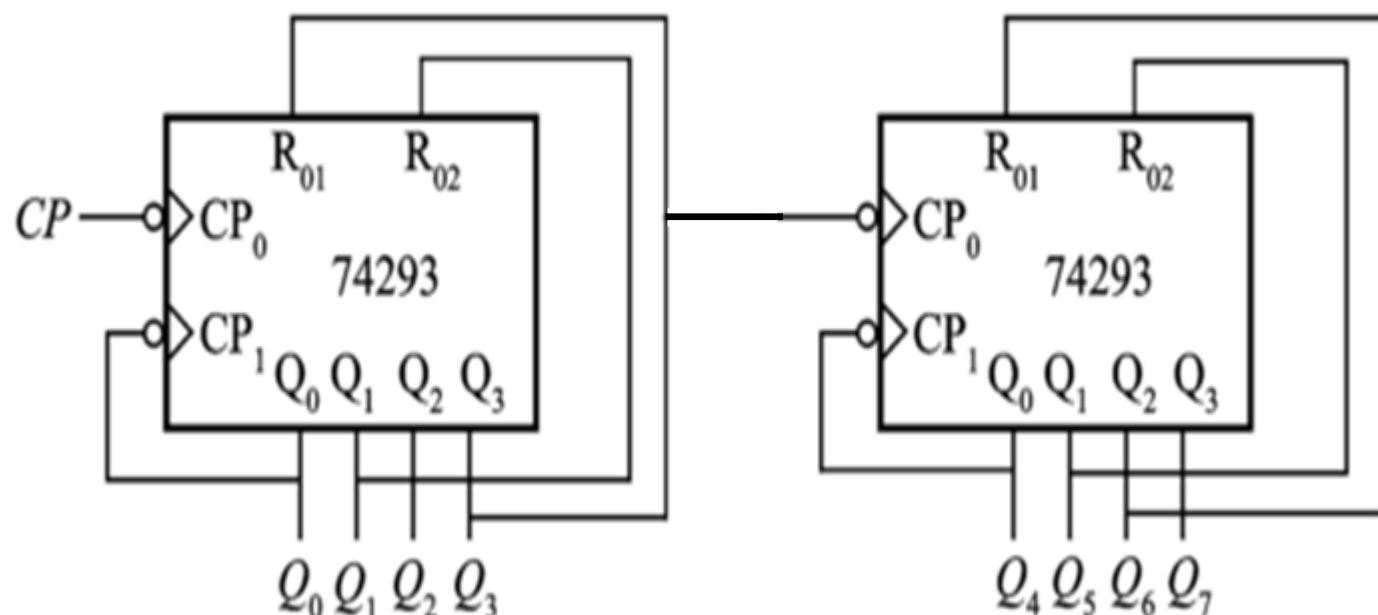 R01 R02
CP CP0
74293
CP1
Q0 Q1 Q2 Q3
Q0 Q1 Q2 Q3
R01 R02
CP0
74293
CP1
Q0 Q1 Q2 Q3
Q4 Q5 Q6 Q7